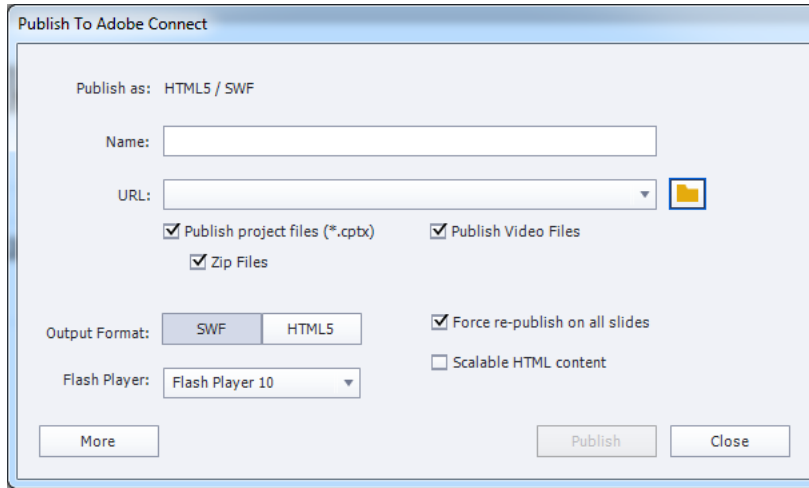 Publish To Adobe Connect
Publish as: HTML5 / SWF
Name:
URL:
Publish project files (*.cptx) Publish Video Files
Zip Files
Output Format: SWF HTML5 Force re-publish on all slides
Scalable HTML content
Flash Player: Flash Player 10
More Publish Close